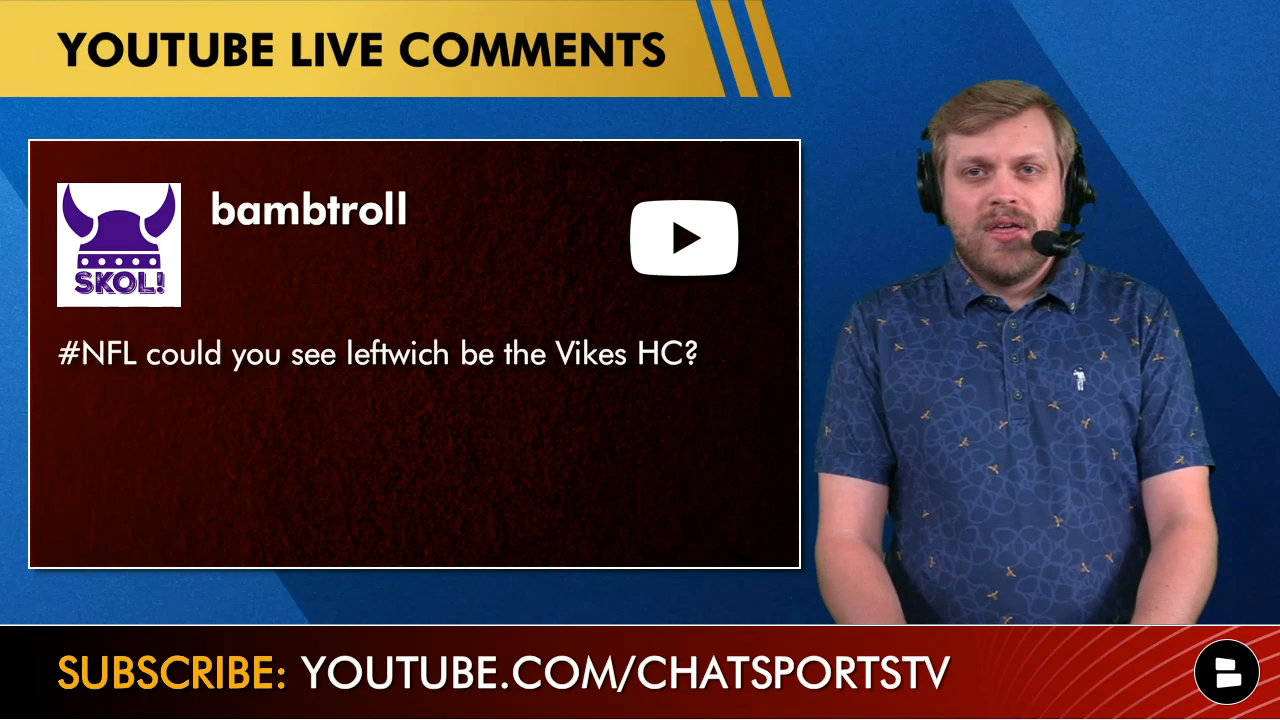 YOUTUBE LIVE COMMENTS
bambtroll
SKOL!
#NFL could you see leftwich be the Vikes HC?
SUBSCRIBE: YOUTUBE.COM/CHATSPORTSTV